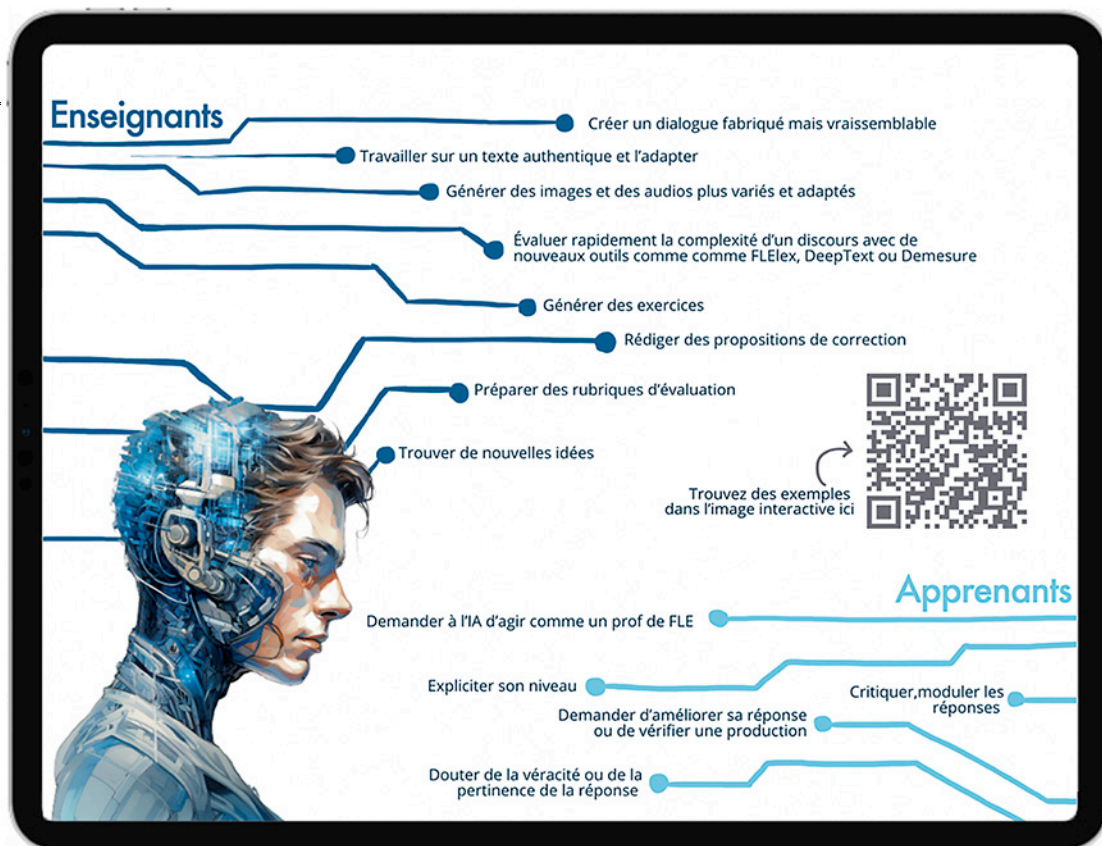 Enseignants
Créer un dialogue fabriqué mais vraissemblable
Travailler sur un texte authentique et l'adapter
Générer des images et des audios plus variés et adaptés
Évaluer rapidement la complexité d'un discours avec de
nouveaux outils comme comme FLElex, DeepText ou Demesure
Générer des exercices
Rédiger des propositions de correction
Préparer des rubriques d'évaluation
Trouver de nouvelles idées
Trouvez des exemples
dans l'image interactive ici
Apprenants
Demander à l'IA d'agir comme un prof de FLE
Expliciter son niveau
Critiquer,moduler les
réponses
Demander d'améliorer sa réponse
ou de vérifier une production
Douter de la véracité ou de la
pertinence de la réponse